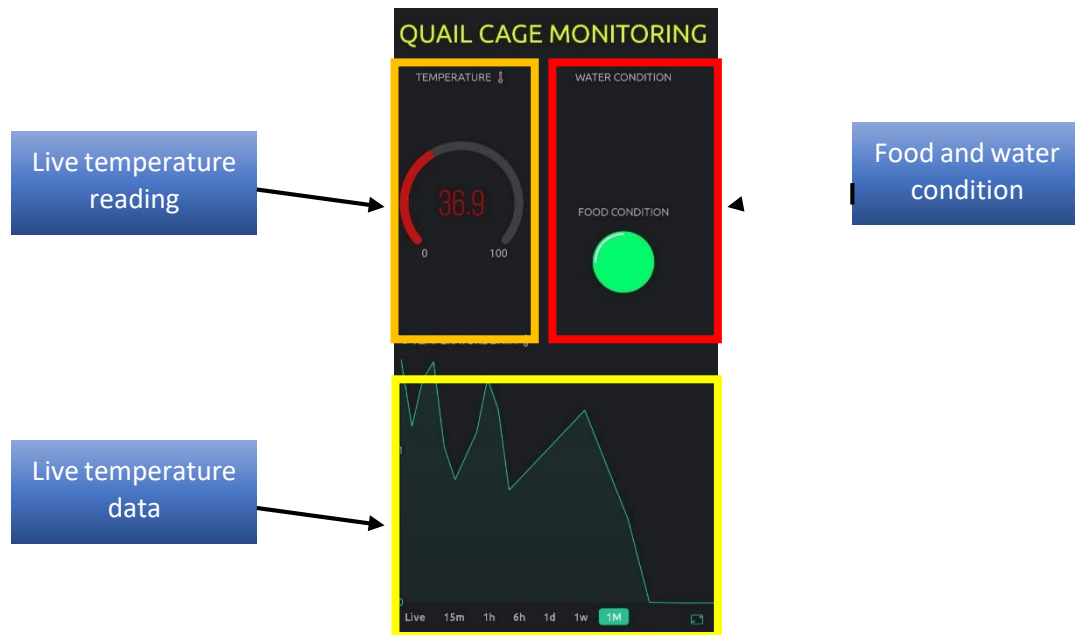 QUAIL CAGE MONITORING
TEMPERATURE
WATER CONDITION
Live temperature
reading
Food and water
condition
36.9
FOOD CONDITION
0
100
Live temperature
data
0
Live 15m 1h 6h 1d 1w 1M